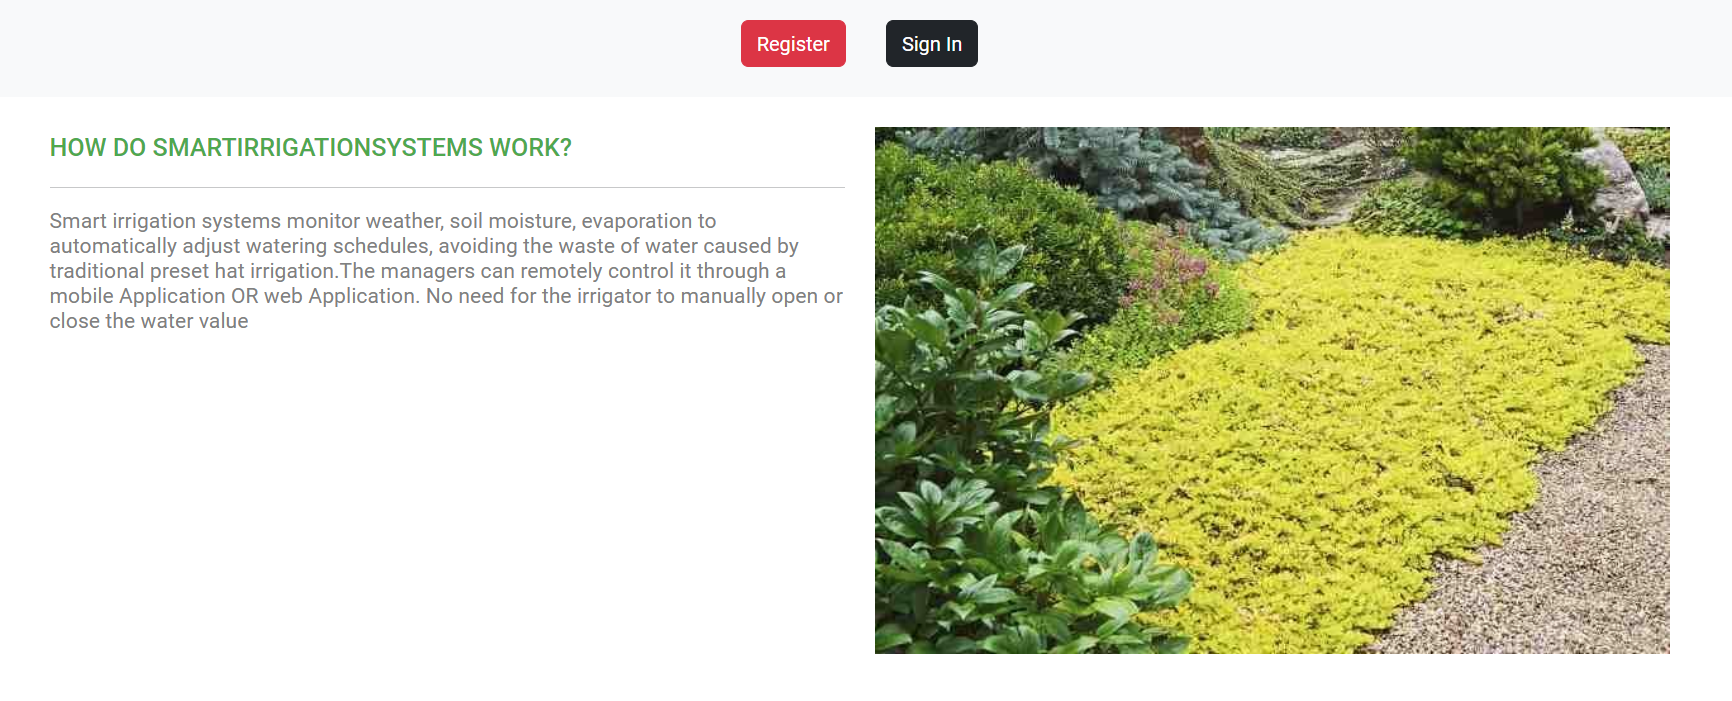 Register
Sign In
HOW DO SMARTIRRIGATIONSYSTEMS WORK?
Smart irrigation systems monitor weather, soil moisture, evaporation to
automatically adjust watering schedules, avoiding the waste of water caused by
traditional preset hat irrigation.The managers can remotely control it through a
mobile Application OR web Application. No need for the irrigator to manually open or
close the water value